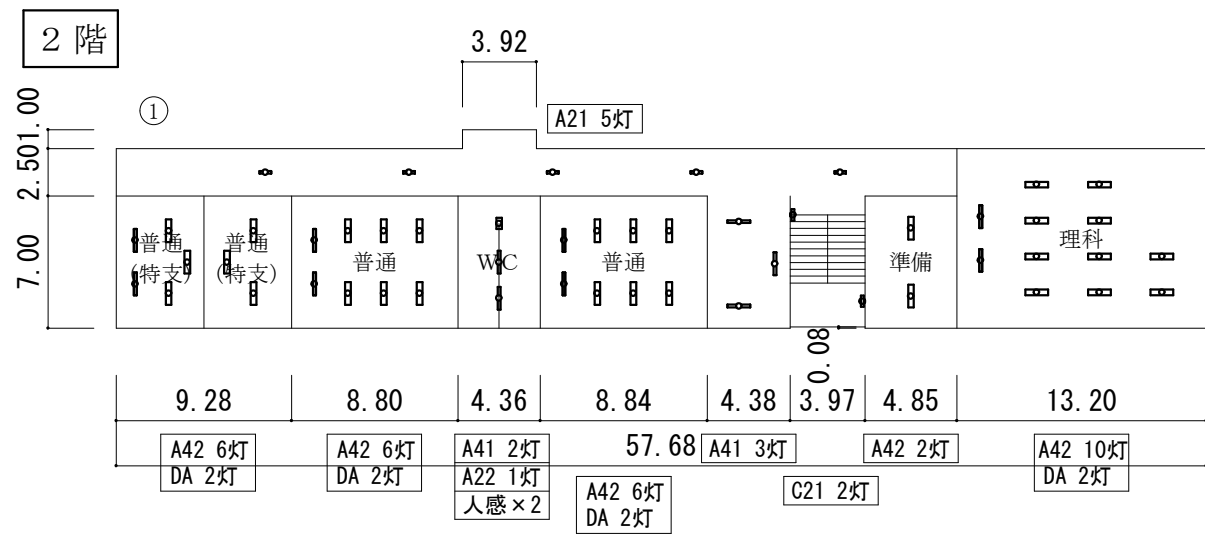 2 階
3.92
①
A21 5灯
1.00
2.50
7.00
普通
(特支)
普通
(特支)
普通
WC
普通
準備
理科
0.08
9.28
8.80
4.36
8.84
4.38
3.97
4.85
13.20
57.68
A42 6灯
DA 2灯
A42 6灯
DA 2灯
A41 2灯
A22 1灯
人感×2
A42 6灯
DA 2灯
A41 3灯
C21 2灯
A42 2灯
A42 10灯
DA 2灯